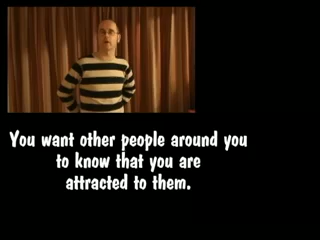 You want other people around you
to know that you are
attracted to them.